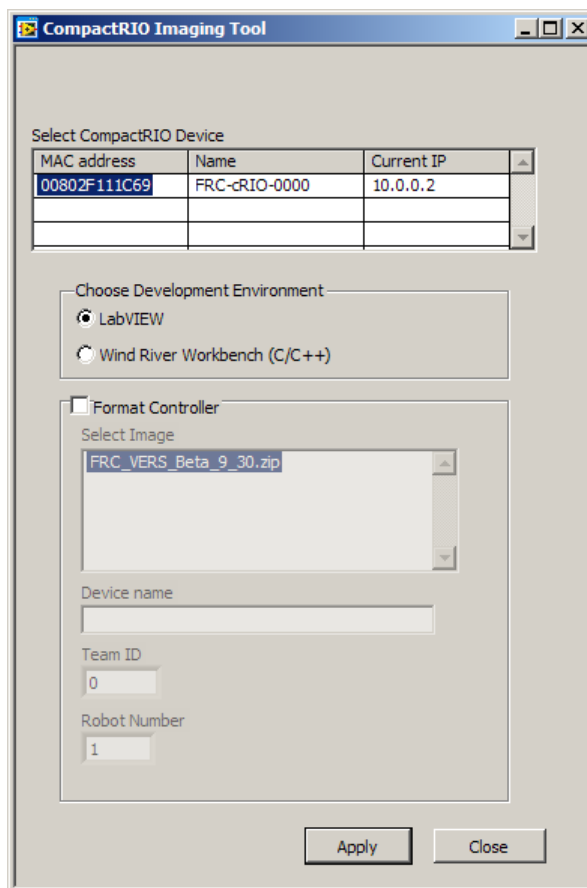 CompactRIO Imaging Tool
Select CompactRIO Device
MAC address Name Current IP
00802F111C69 FRC-cRIO-0000 10.0.0.2
Choose Development Environment
LabVIEW
Wind River Workbench (C/C++)
Format Controller
Select Image
FRC_VERS_Beta_9_30.zip
Device name
Team ID
0
Robot Number
1
Apply Close